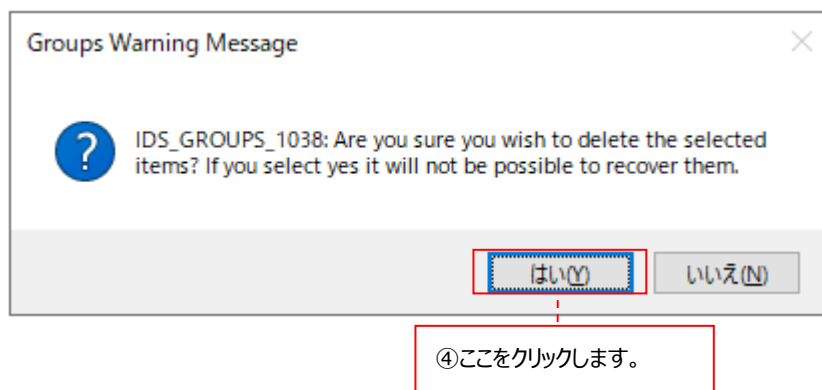 Groups Warning Message
IDS_GROUPS_1038: Are you sure you wish to delete the selected
items? If you select yes it will not be possible to recover them.
はい(Y) いいえ(N)
④ここをクリックします。